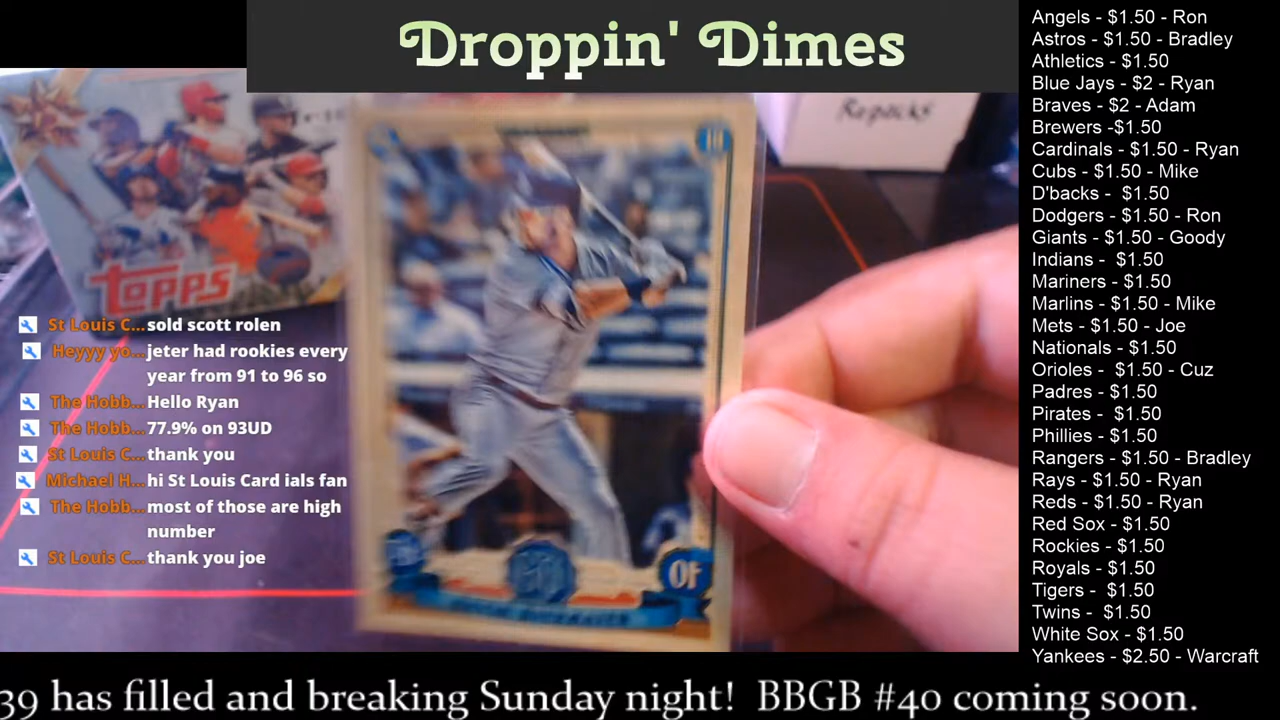 Droppin' Dimes
Repacks
TOPPS
OF
St Louis C... sold scott rolen
Heyyy yo... jeter had rookies every
year from 91 to 96 so
The Hobb... Hello Ryan
The Hobb... 77.9% on 93UD
St Louis C... thank you
Michael H... hi St Louis Card ials fan
The Hobb... most of those are high
number
St Louis C... thank you joe
Angels - $1.50 - Ron
Astros - $1.50 - Bradley
Athletics - $1.50
Blue Jays - $2 - Ryan
Braves - $2 - Adam
Brewers -$1.50
Cardinals - $1.50 - Ryan
Cubs - $1.50 - Mike
D'backs - $1.50
Dodgers - $1.50 - Ron
Giants - $1.50 - Goody
Indians - $1.50
Mariners - $1.50
Marlins - $1.50 - Mike
Mets - $1.50 - Joe
Nationals - $1.50
Orioles - $1.50 - Cuz
Padres - $1.50
Pirates - $1.50
Phillies - $1.50
Rangers - $1.50 - Bradley
Rays - $1.50 - Ryan
Reds - $1.50 - Ryan
Red Sox - $1.50
Rockies - $1.50
Royals - $1.50
Tigers - $1.50
Twins - $1.50
White Sox - $1.50
Yankees - $2.50 - Warcraft
39 has filled and breaking Sunday night! BBGB #40 coming soon.